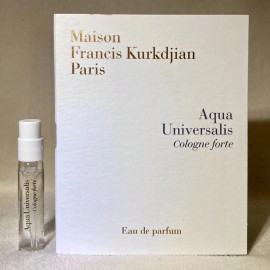 Maison
Francis Kurkdjian
Paris
Aqua
Universalis
Cologne forte
Eau de parfum
Aqua Universalis
Cologne forte